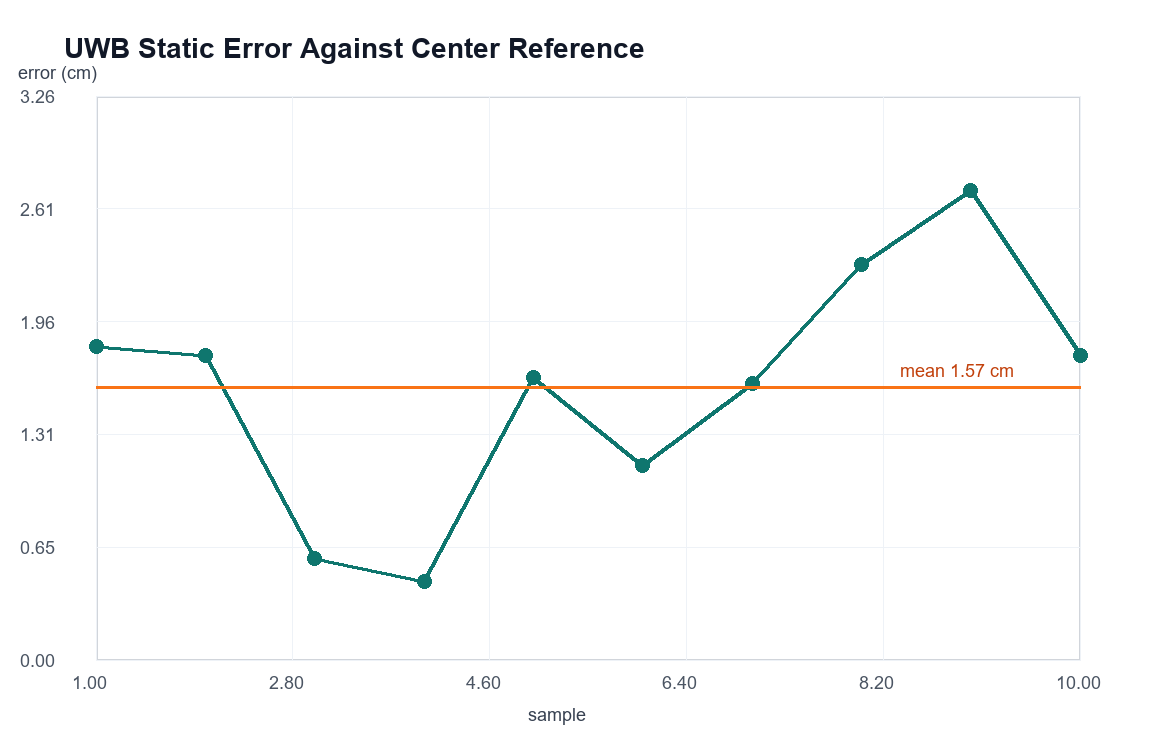 UWB Static Error Against Center Reference
error (cm)
3.26
2.61
1.96
mean 1.57 cm
1.31
0.65
0.00
1.00 2.80 4.60 6.40 8.20 10.00
sample